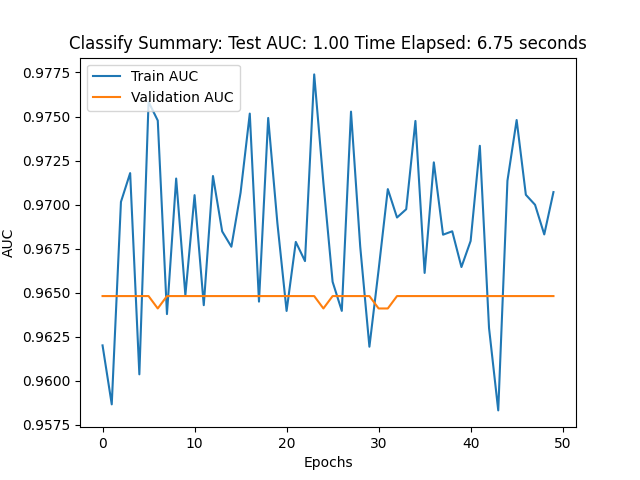 Classify Summary: Test AUC: 1.00 Time Elapsed: 6.75 seconds
Train AUC
Validation AUC
0.9775
0.9750
0.9725
0.9700
0.9675
0.9650
0.9625
0.9600
0.9575
AUC
0 10 20 30 40 50
Epochs